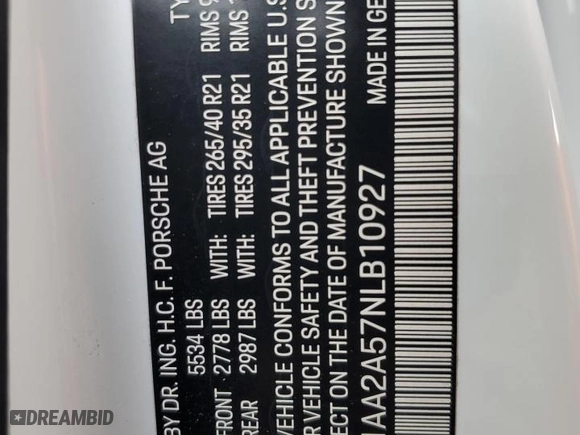 BY DR. ING. H.C. F. PORSCHE AG
5534 LBS
FRONT 2778 LBS WITH: TIRES 265/40 R21 RIMS
REAR 2987 LBS WITH: TIRES 295/35 R21 RIMS
VEHICLE CONFORMS TO ALL APPLICABLE U.S
VEHICLE SAFETY AND THEFT PREVENTION S
ECT ON THE DATE OF MANUFACTURE SHOWN
AA2A57NLB10927 MADE IN GE
DREAMBID